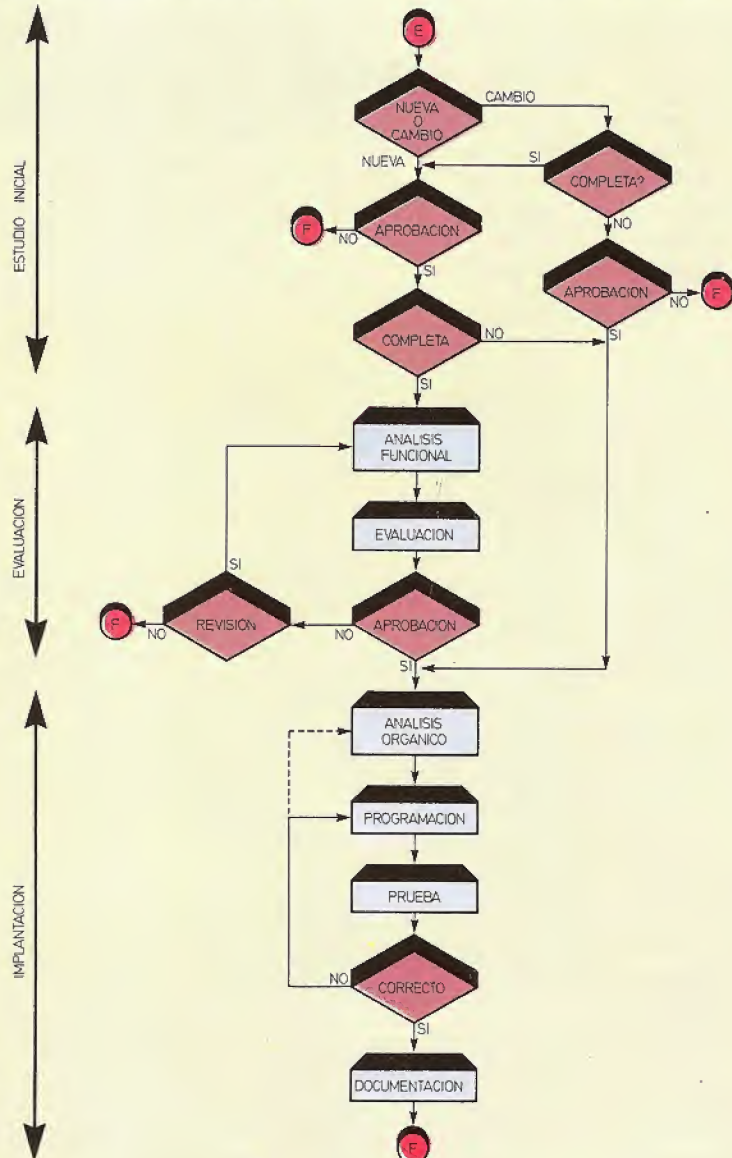 E
NUEVA
O
CAMBIO
CAMBIO
NUEVA
SI
COMPLETA?
NO
APROBACION
NO
F
SI
APROBACION
NO
F
SI
COMPLETA
NO
SI
ESTUDIO INICIAL
ANALISIS
FUNCIONAL
EVALUACION
APROBACION
NO
REVISION
SI
NO
F
SI
EVALUACION
ANALISIS
ORGANICO
PROGRAMACION
PRUEBA
CORRECTO
NO
SI
DOCUMENTACION
F
IMPLANTACION